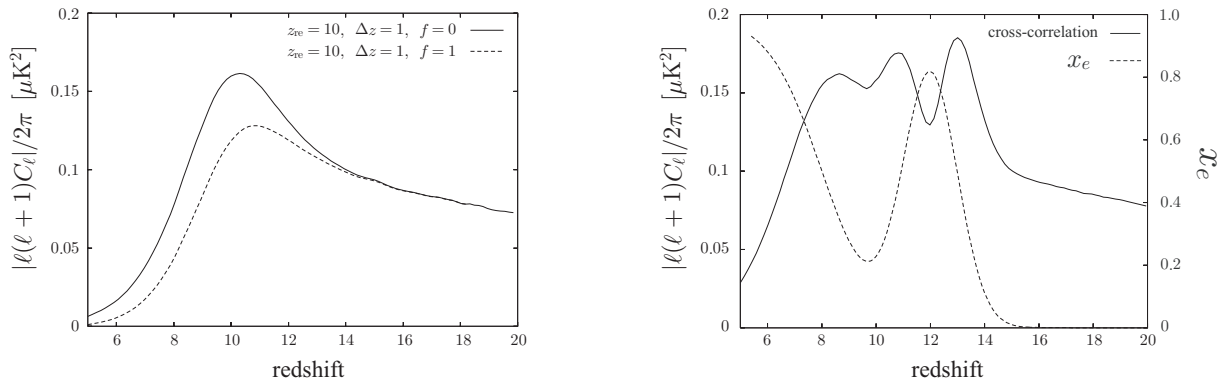 0.2
0.15
0.1
0.05
0
|ℓ(ℓ + 1)Cℓ|/2π [μK²]
z_re = 10, Δz = 1, f = 0
z_re = 10, Δz = 1, f = 1
6 8 10 12 14 16 18 20
redshift
0.2
0.15
0.1
0.05
0
|ℓ(ℓ + 1)Cℓ|/2π [μK²]
cross-correlation
x_e
1.0
0.8
0.6
0.4
0.2
0
x_e
6 8 10 12 14 16 18 20
redshift